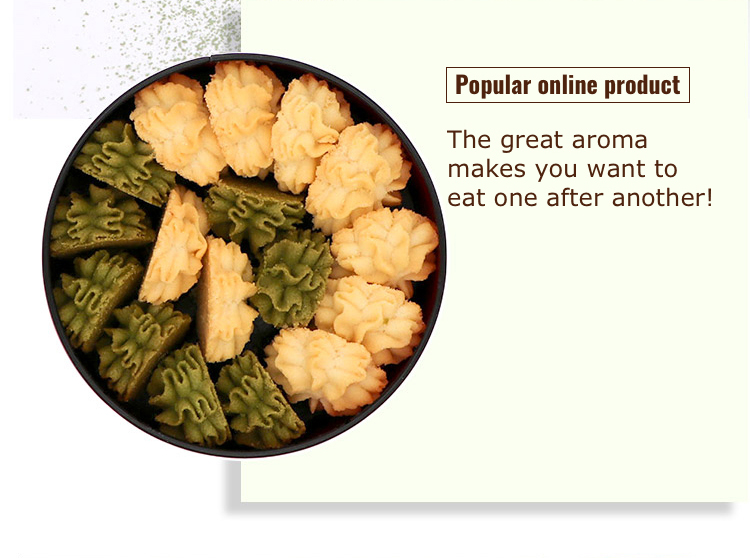 Popular online product
The great aroma
makes you want to
eat one after another!